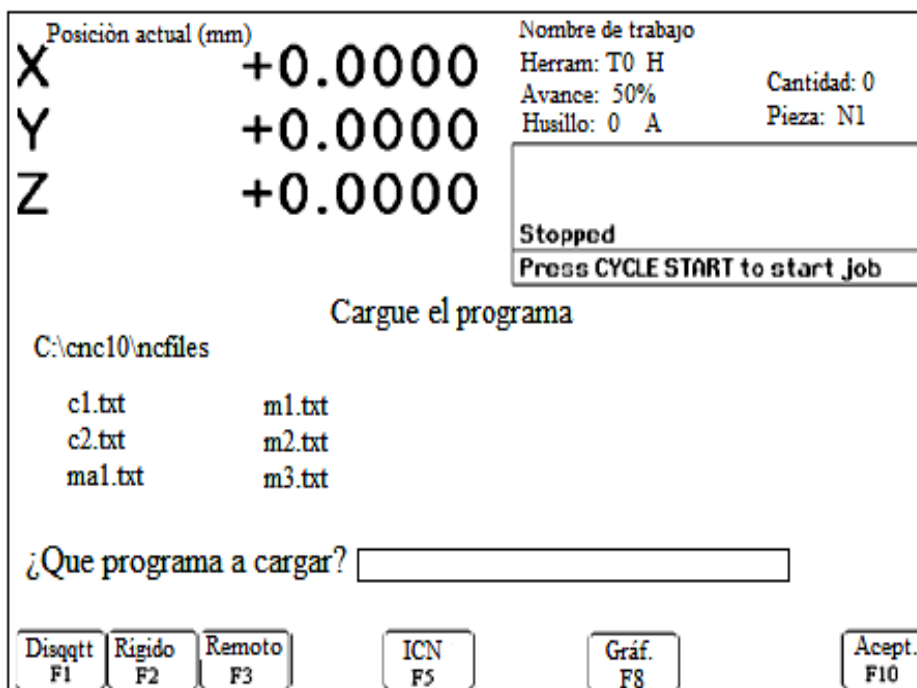 Posiciòn actual (mm)
X +0.0000
Y +0.0000
Z +0.0000
Nombre de trabajo
Herram: T0 H
Avance: 50%
Husillo: 0 A
Cantidad: 0
Pieza: N1
Stopped
Press CYCLE START to start job
Cargue el programa
C:\cnc10\ncfiles
c1.txt m1.txt
c2.txt m2.txt
ma1.txt m3.txt
¿Que programa a cargar?
Disqqtt Rígido Remoto ICN Gráf. Acept.
F1 F2 F3 F5 F8 F10